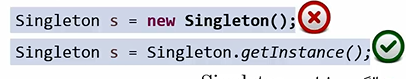 Singleton s = new Singleton();
Singleton s = Singleton.getInstance();